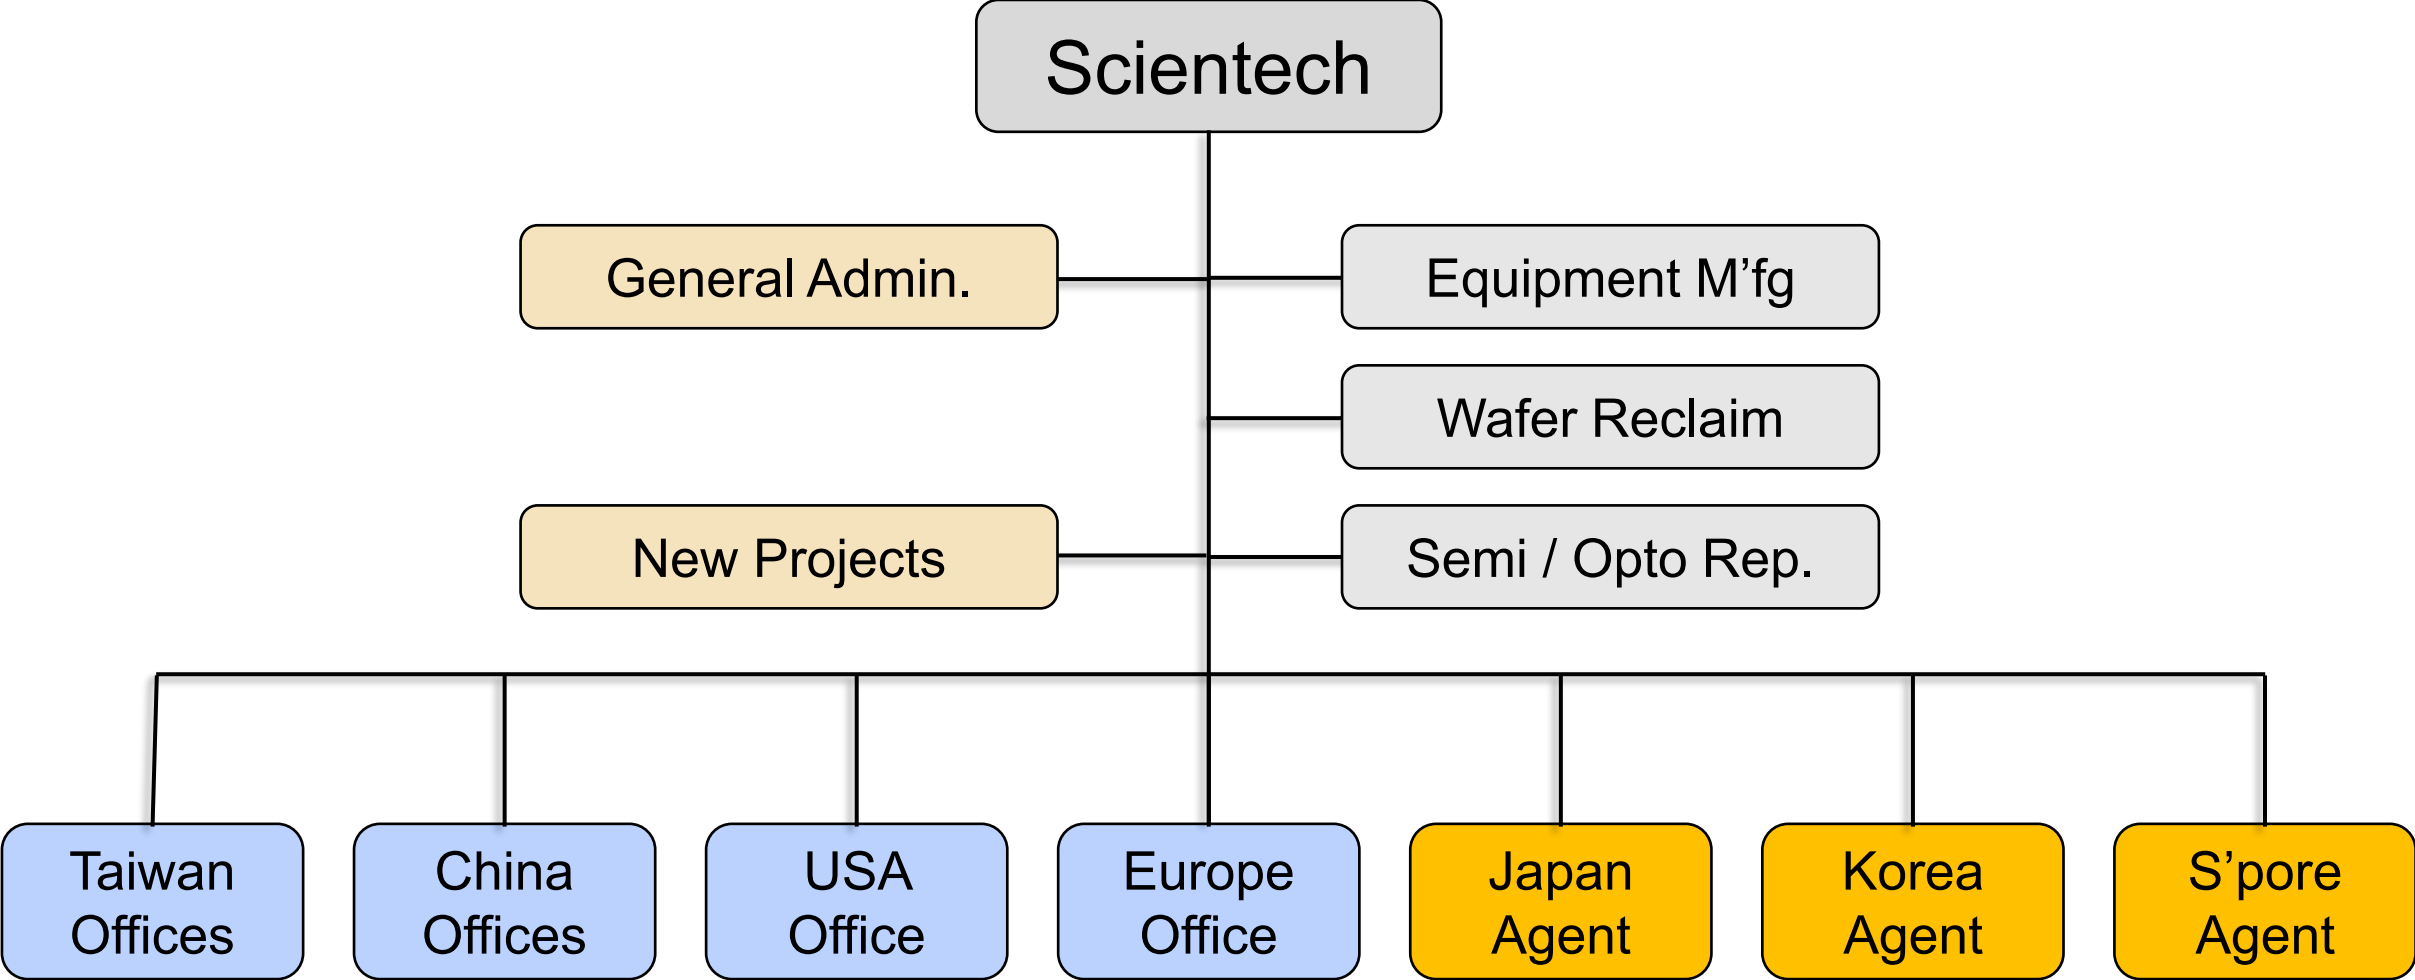 Scientech
General Admin.
Equipment M’fg
Wafer Reclaim
New Projects
Semi / Opto Rep.
Taiwan
Offices
China
Offices
USA
Office
Europe
Office
Japan
Agent
Korea
Agent
S’pore
Agent